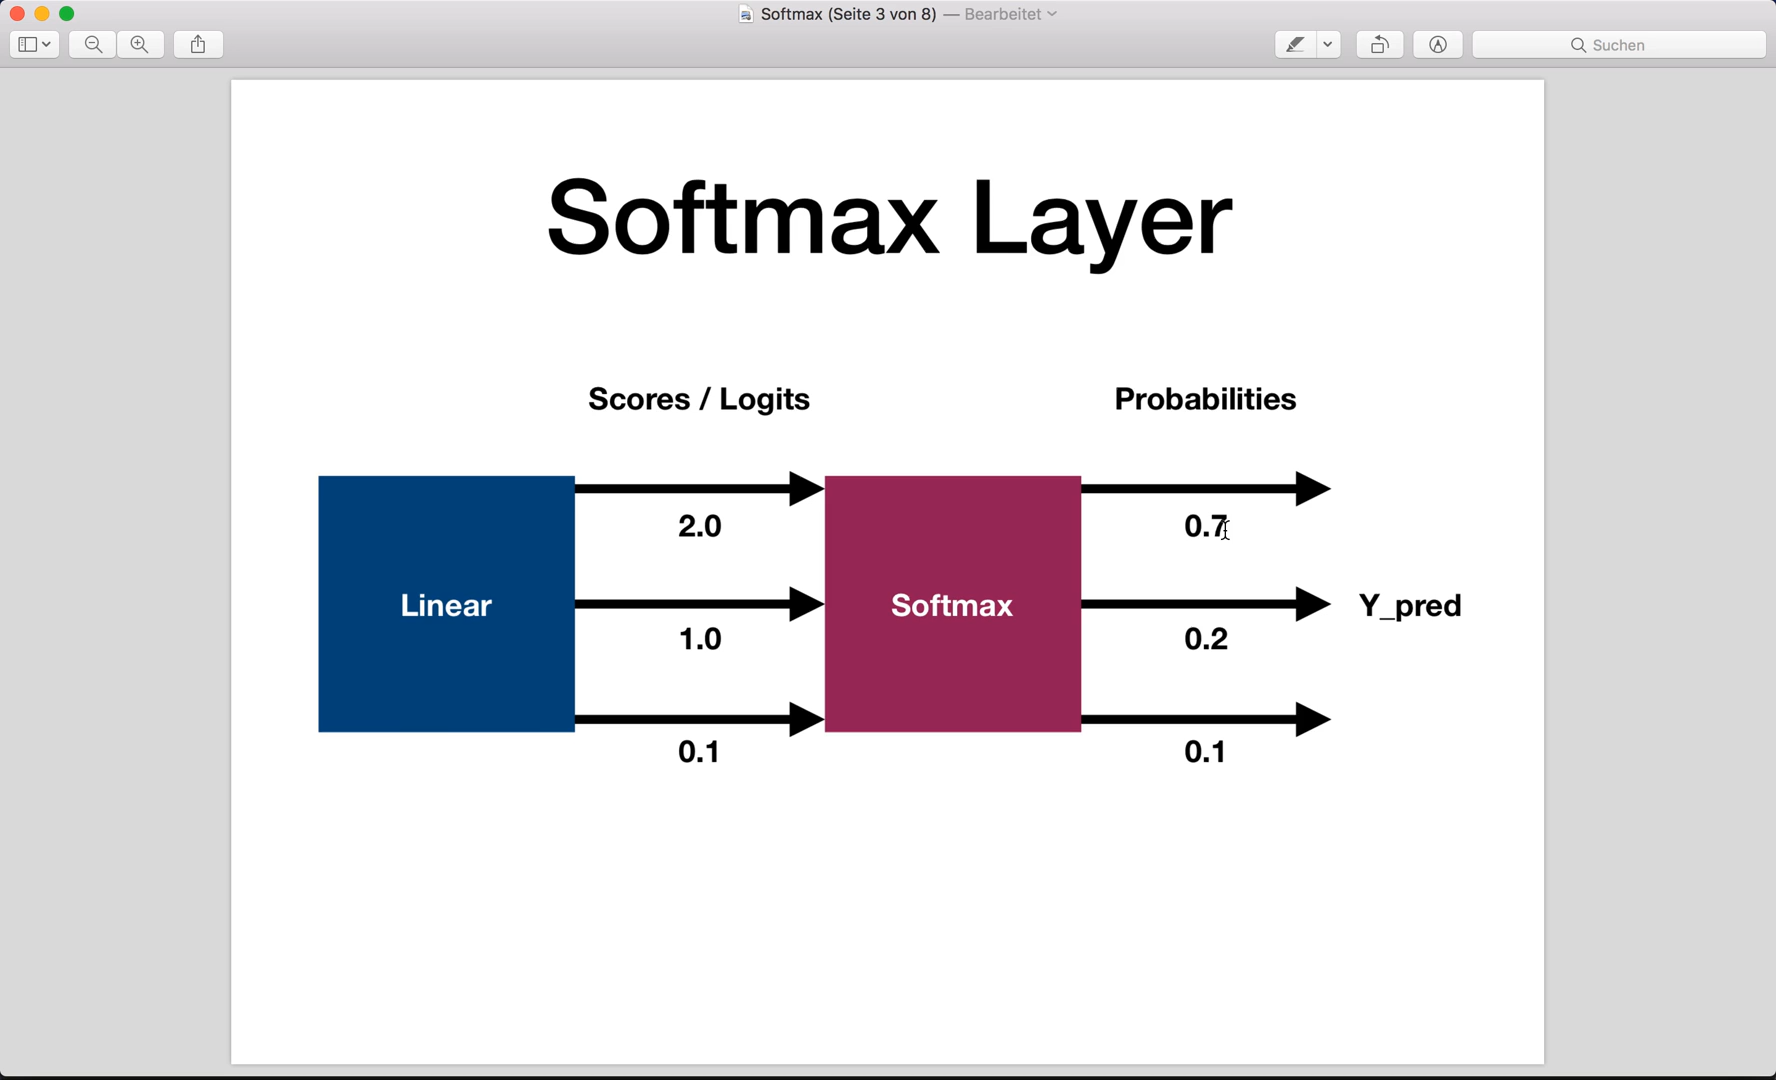 Softmax (Seite 3 von 8) — Bearbeitet
Suchen
Softmax Layer
Scores / Logits
Probabilities
2.0
0.7
Linear
Softmax
Y_pred
1.0
0.2
0.1
0.1